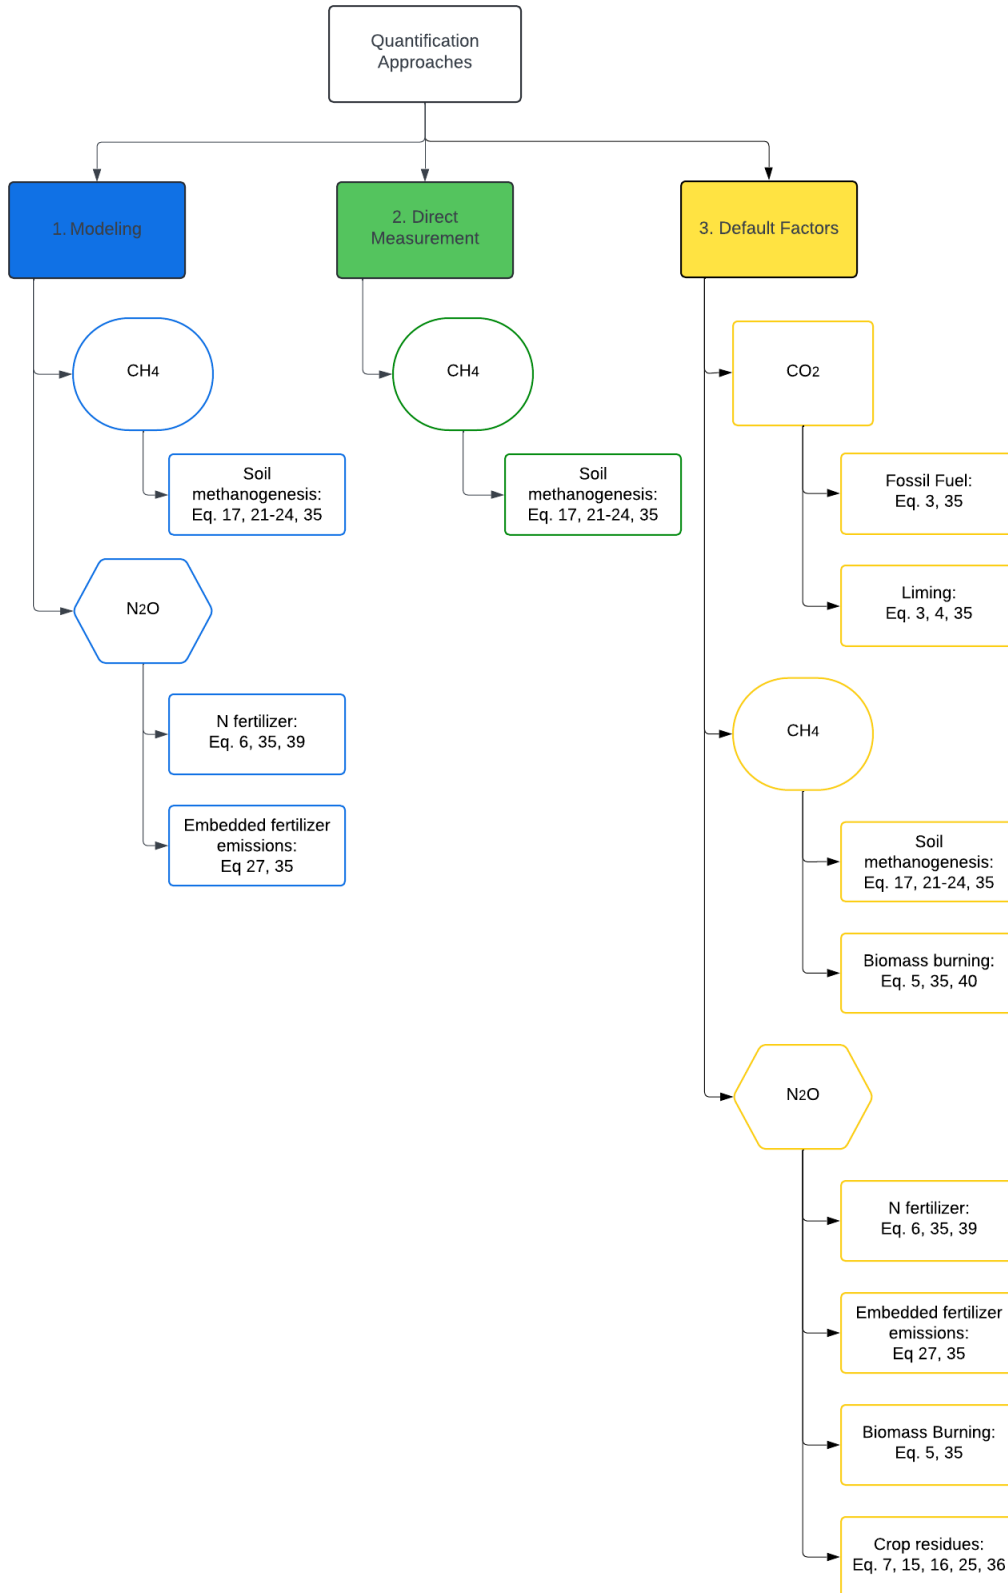 Quantification
Approaches
1. Modeling
2. Direct
Measurement
3. Default Factors
CH4
Soil
methanogenesis:
Eq. 17, 21-24, 35
N2O
N fertilizer:
Eq. 6, 35, 39
Embedded fertilizer
emissions:
Eq 27, 35
CH4
Soil
methanogenesis:
Eq. 17, 21-24, 35
CO2
Fossil Fuel:
Eq. 3, 35
Liming:
Eq. 3, 4, 35
CH4
Soil
methanogenesis:
Eq. 17, 21-24, 35
Biomass burning:
Eq. 5, 35, 40
N2O
N fertilizer:
Eq. 6, 35, 39
Embedded fertilizer
emissions:
Eq 27, 35
Biomass Burning:
Eq. 5, 35
Crop residues:
Eq. 7, 15, 16, 25, 36